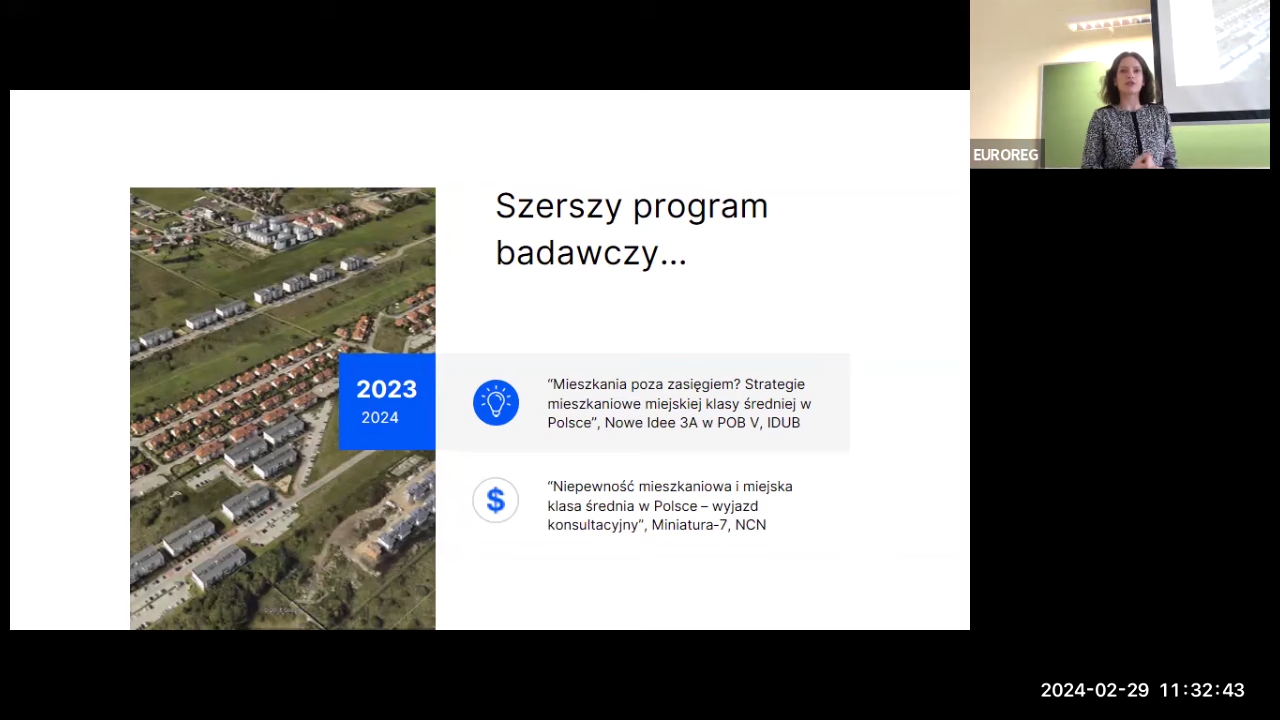 EUROREG
Szerszy program
badawczy...
2023
2024
“Mieszkania poza zasięgiem? Strategie
mieszkaniowe miejskiej klasy średniej w
Polsce”, Nowe Idee 3A w POB V, IDUB
$
“Niepewność mieszkaniowa i miejska
klasa średnia w Polsce – wyjazd
konsultacyjny”, Miniatura-7, NCN
2024-02-29 11:32:43